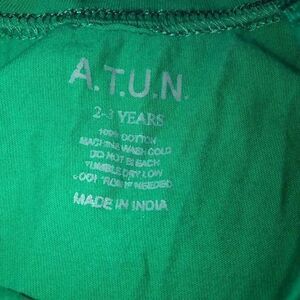 A.T.U.N.
2-3 YEARS
100% COTTON
MACHINE WASH COLD
DO NOT BLEACH
TUMBLE DRY LOW
COOL IRON IF NEEDED
MADE IN INDIA